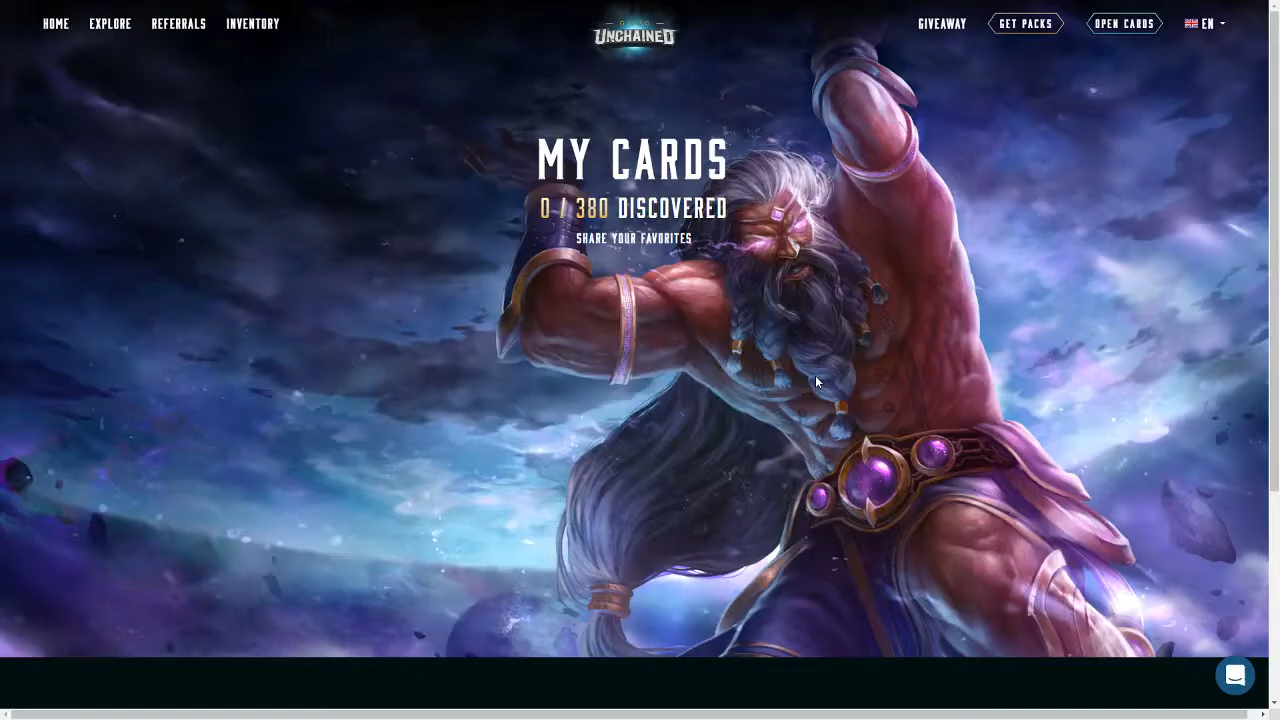 HOME EXPLORE REFERRALS INVENTORY
GODS
UNCHAINED
GIVEAWAY GET PACKS OPEN CARDS EN
MY CARDS
0 / 380 DISCOVERED
SHARE YOUR FAVORITES